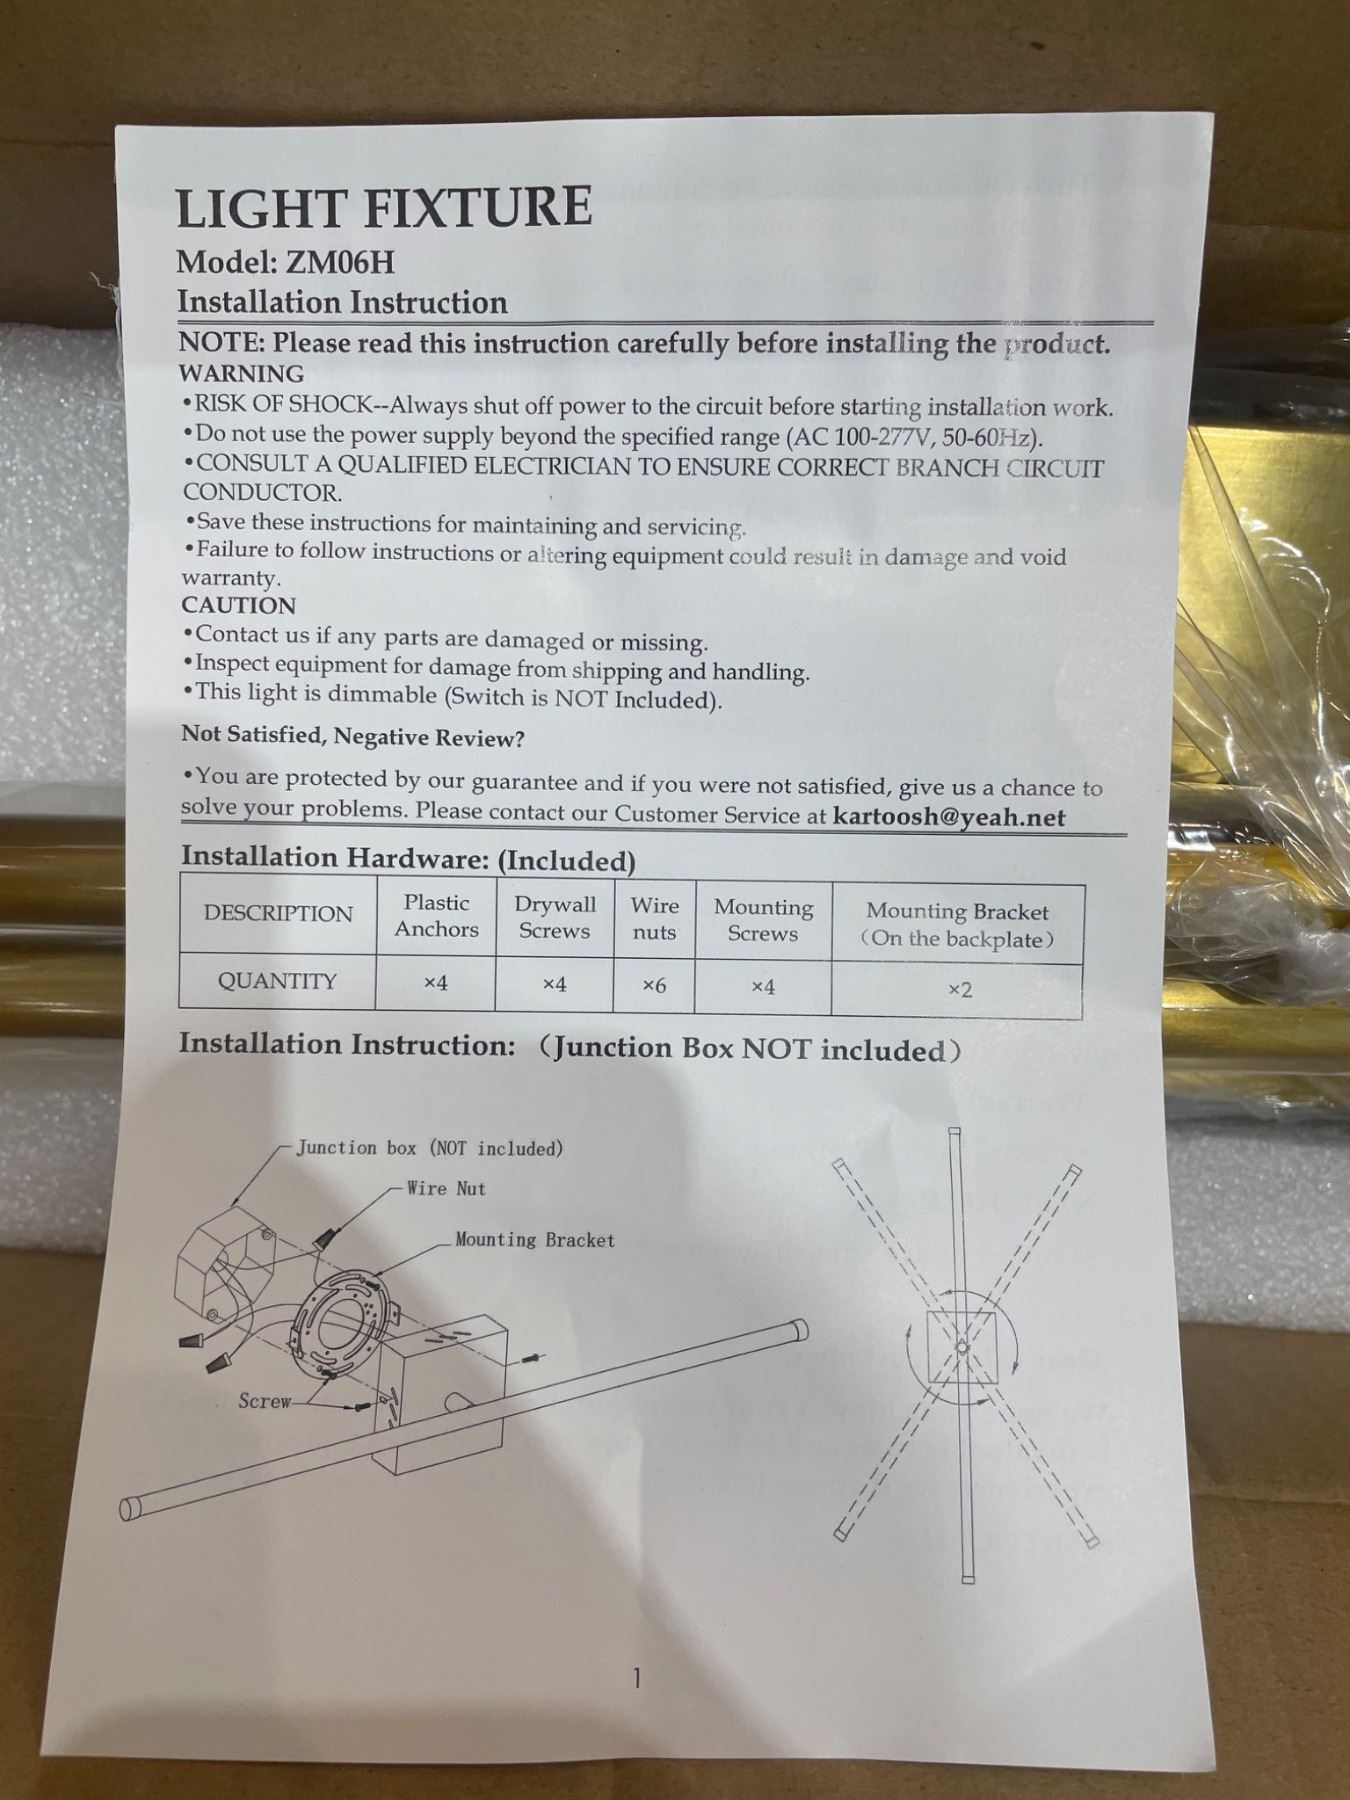 LIGHT FIXTURE
Model: ZM06H
Installation Instruction
NOTE: Please read this instruction carefully before installing the product.
WARNING
•RISK OF SHOCK--Always shut off power to the circuit before starting installation work.
•Do not use the power supply beyond the specified range (AC 100-277V, 50-60Hz).
•CONSULT A QUALIFIED ELECTRICIAN TO ENSURE CORRECT BRANCH CIRCUIT
CONDUCTOR.
•Save these instructions for maintaining and servicing.
•Failure to follow instructions or altering equipment could result in damage and void
warranty.
CAUTION
•Contact us if any parts are damaged or missing.
•Inspect equipment for damage from shipping and handling.
•This light is dimmable (Switch is NOT Included).
Not Satisfied, Negative Review?
•You are protected by our guarantee and if you were not satisfied, give us a chance to
solve your problems. Please contact our Customer Service at kartoosh@yeah.net
Installation Hardware: (Included)
DESCRIPTION Plastic Anchors Drywall Screws Wire nuts Mounting Screws Mounting Bracket (On the backplate)
QUANTITY ×4 ×4 ×6 ×4 ×2
Installation Instruction: (Junction Box NOT included)
Junction box (NOT included)
Wire Nut
Mounting Bracket
Screw
1